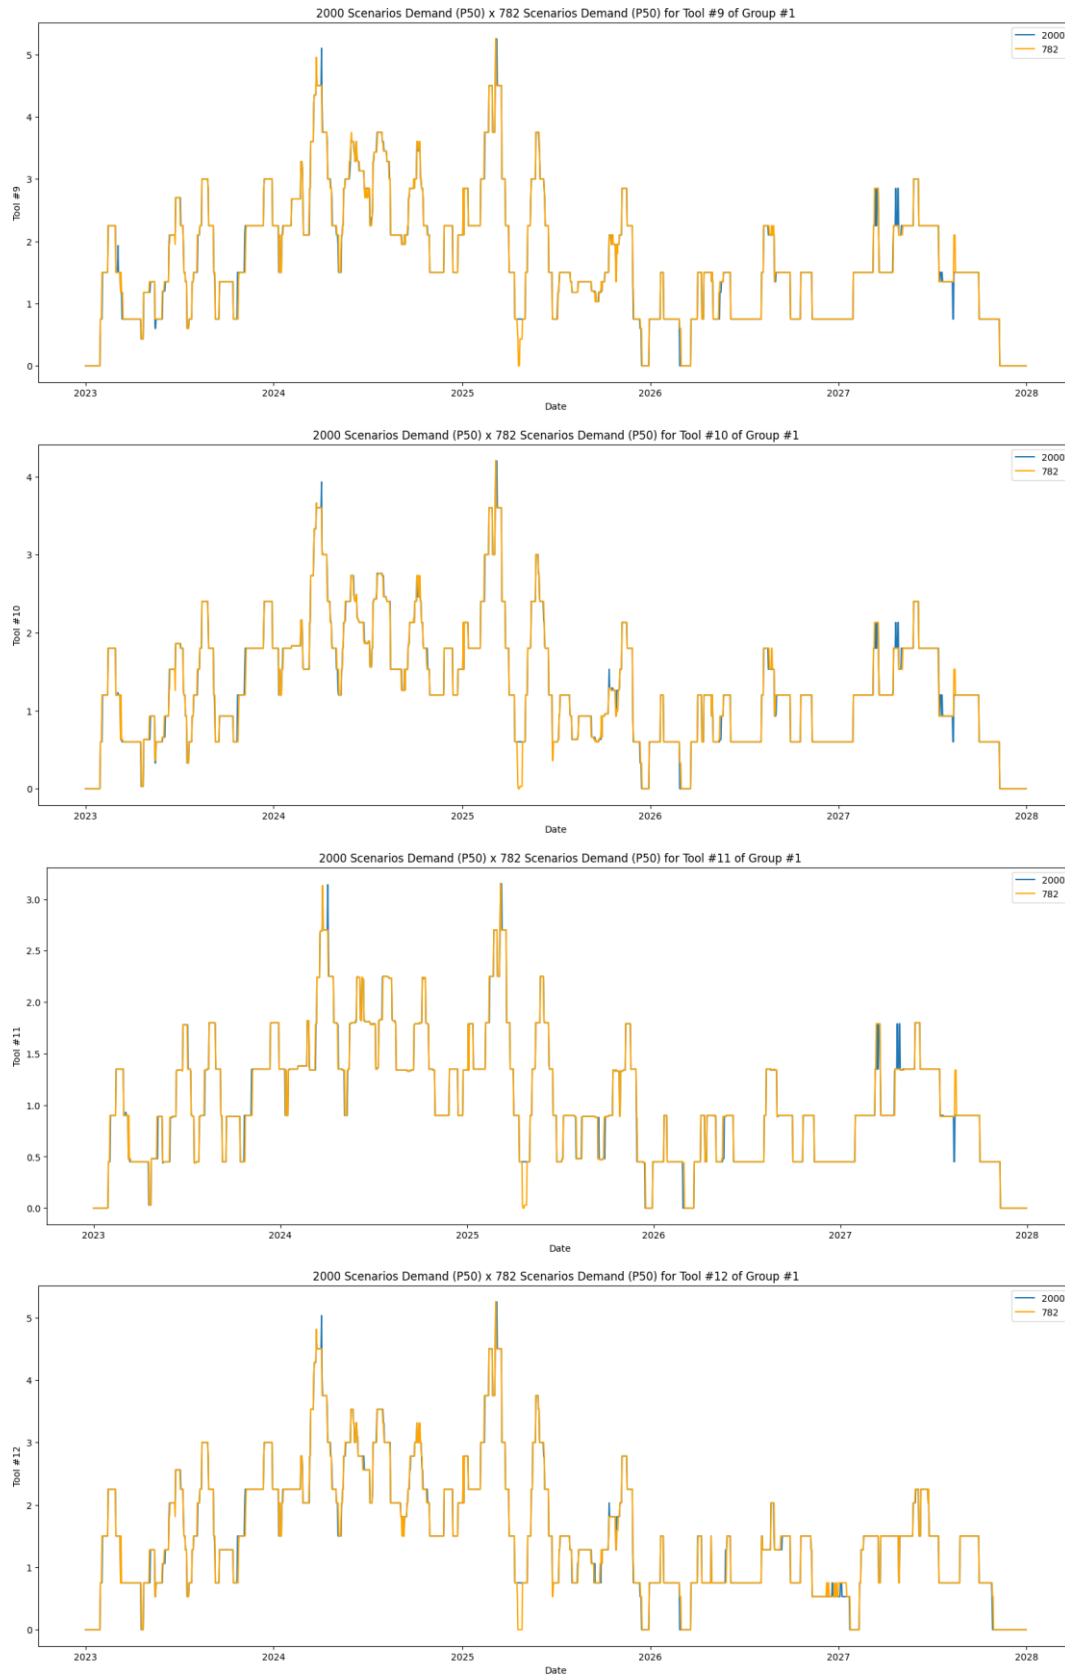 2000 Scenarios Demand (P50) x 782 Scenarios Demand (P50) for Tool #9 of Group #1
2000
782
5
4
3
2
1
0
Tool #9
2023 2024 2025 2026 2027 2028
Date
2000 Scenarios Demand (P50) x 782 Scenarios Demand (P50) for Tool #10 of Group #1
2000
782
4
3
2
1
0
Tool #10
2023 2024 2025 2026 2027 2028
Date
2000 Scenarios Demand (P50) x 782 Scenarios Demand (P50) for Tool #11 of Group #1
2000
782
3.0
2.5
2.0
1.5
1.0
0.5
0.0
Tool #11
2023 2024 2025 2026 2027 2028
Date
2000 Scenarios Demand (P50) x 782 Scenarios Demand (P50) for Tool #12 of Group #1
2000
782
5
4
3
2
1
0
Tool #12
2023 2024 2025 2026 2027 2028
Date